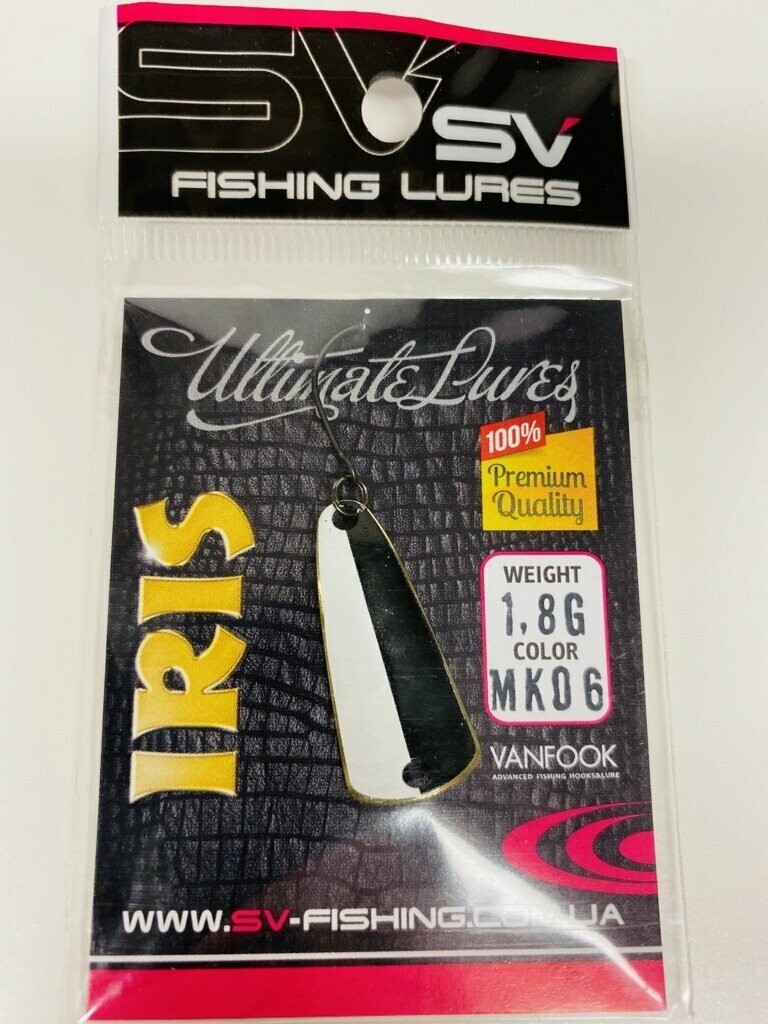 SV
SV
FISHING LURES
Ultimate Lures
100%
Premium
Quality
IRIS
WEIGHT
1,8G
COLOR
MK06
VANFOOK
ADVANCED FISHING HOOKS&LURE
WWW.SV-FISHING.COM.UA